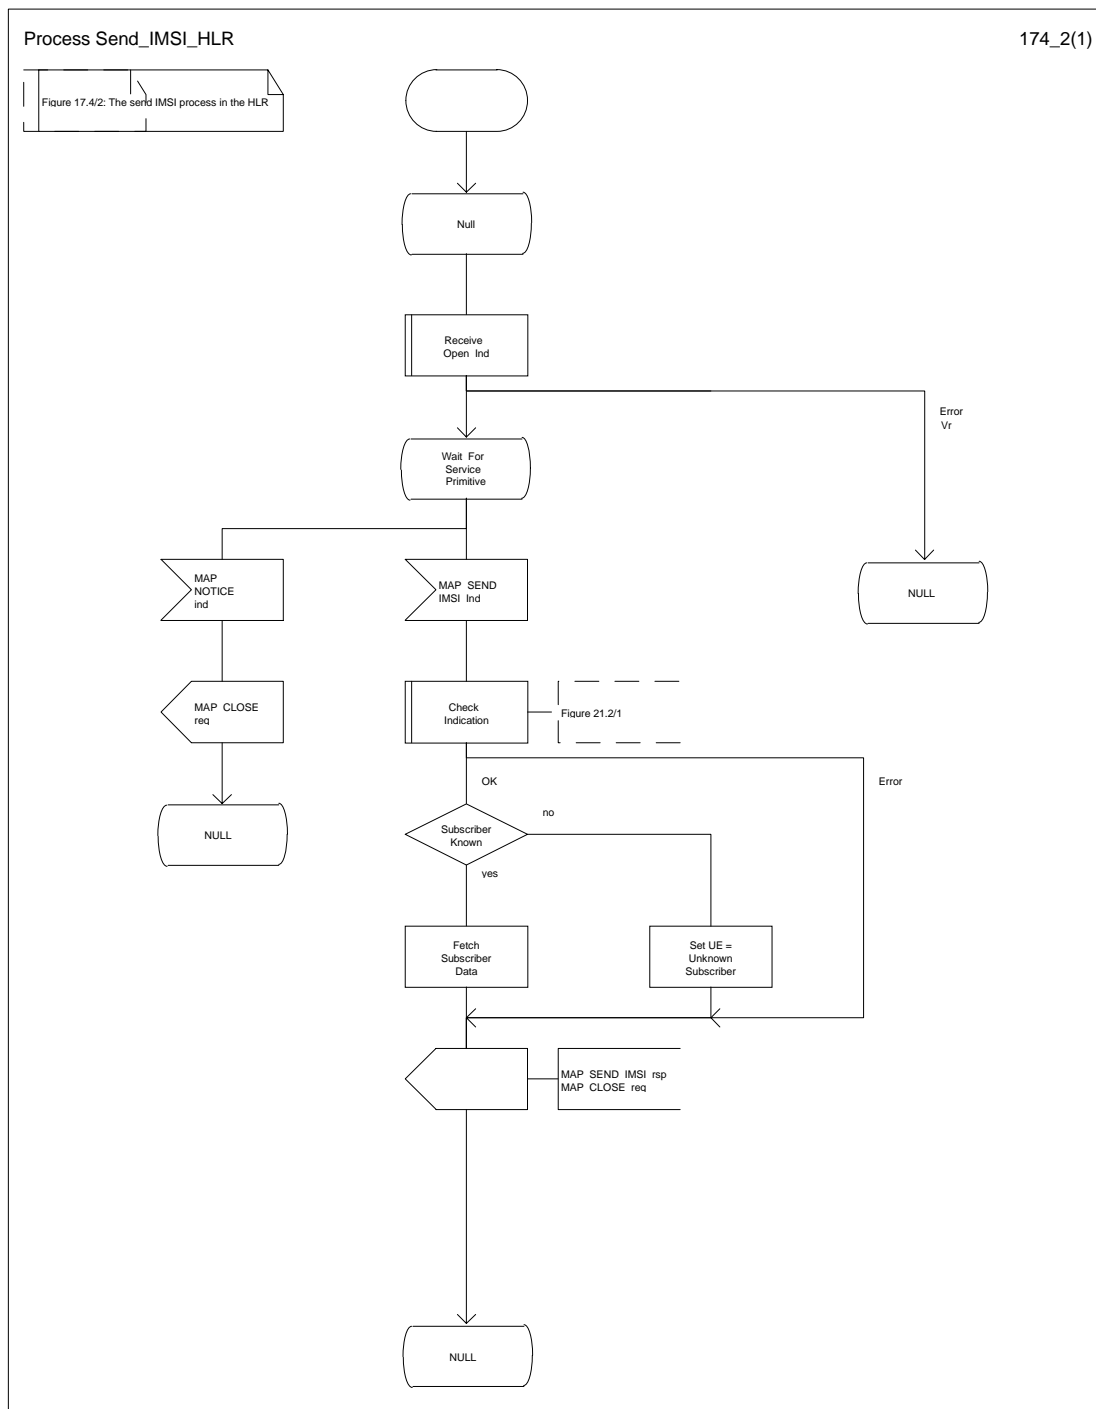 Process Send_IMSI_HLR
174_2(1)
Figure 17.4/2: The send IMSI process in the HLR
Null
Receive
Open Ind
Error
Vr
Wait For
Service
Primitive
MAP
NOTICE
ind
MAP SEND
IMSI Ind
NULL
MAP CLOSE
req
Check
Indication
Figure 21.2/1
OK
Error
NULL
Subscriber
Known
no
yes
Fetch
Subscriber
Data
Set UE =
Unknown
Subscriber
MAP SEND IMSI rsp
MAP CLOSE req
NULL